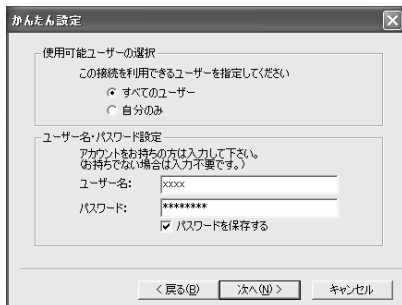 かんたん設定
使用可能ユーザーの選択
この接続を利用できるユーザーを指定してください
すべてのユーザー
自分のみ
ユーザー名・パスワード設定
アカウントをお持ちの方は入力して下さい。
(お持ちでない場合は入力不要です。)
ユーザー名: xxxx
パスワード: ********
パスワードを保存する
< 戻る(B) 次へ(N) > キャンセル